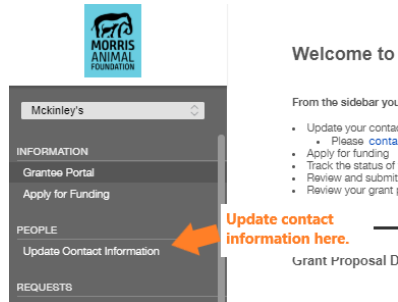 MORRIS
ANIMAL
FOUNDATION
Mckinley's
INFORMATION
Grantee Portal
Apply for Funding
PEOPLE
Update Contact Information
REQUESTS
Welcome to
From the sidebar you
Update your contac
Please conta
Apply for funding
Track the status of
Review and submit
Review your grant p
Update contact
information here.
Grant Proposal D